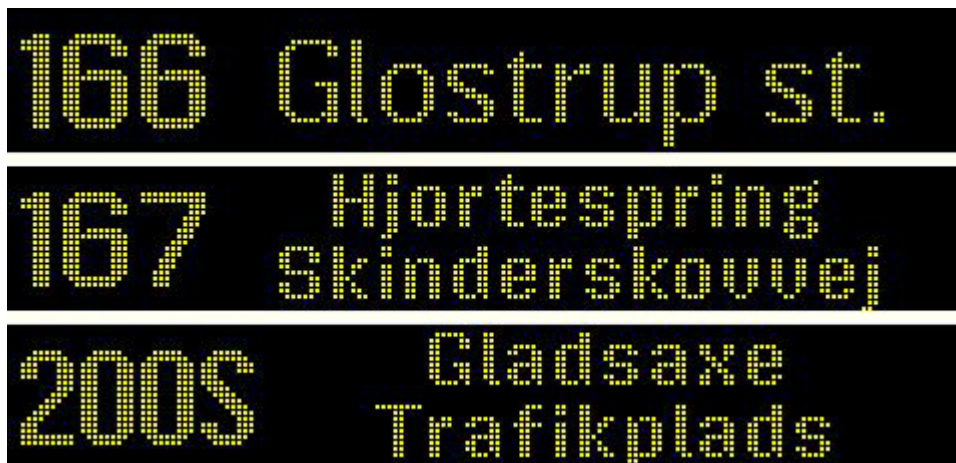 166 Glostrup st.
167 Hjortespring
Skinderskovvej
200S Gladsaxe
Trafikplads